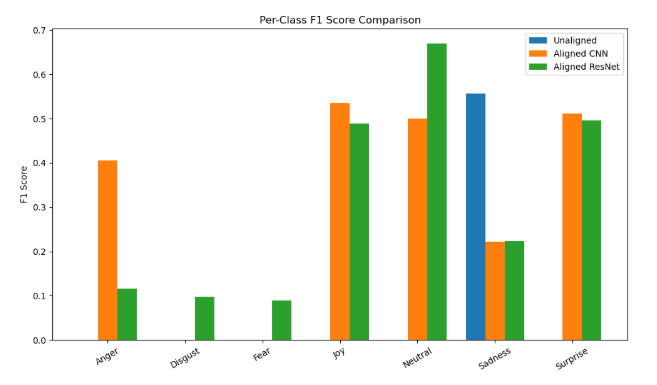 Per-Class F1 Score Comparison
0.7
0.6
0.5
0.4
0.3
0.2
0.1
0.0
F1 Score
Unaligned
Aligned CNN
Aligned ResNet
Anger
Disgust
Fear
Joy
Neutral
Sadness
Surprise